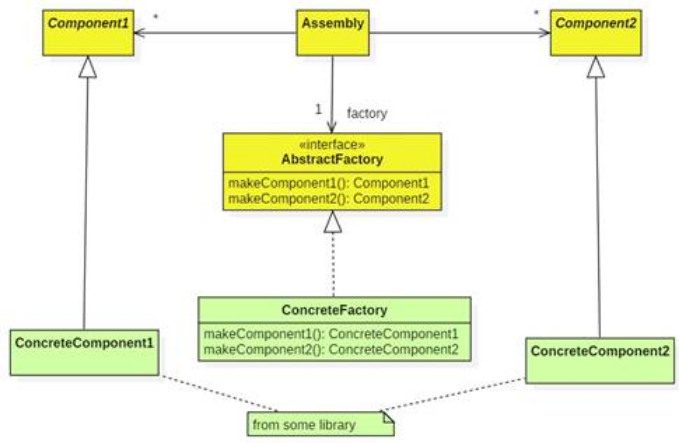 Component1
*
Assembly
*
Component2
1
factory
«interface»
AbstractFactory
makeComponent1(): Component1
makeComponent2(): Component2
ConcreteFactory
makeComponent1(): ConcreteComponent1
makeComponent2(): ConcreteComponent2
ConcreteComponent1
ConcreteComponent2
from some library